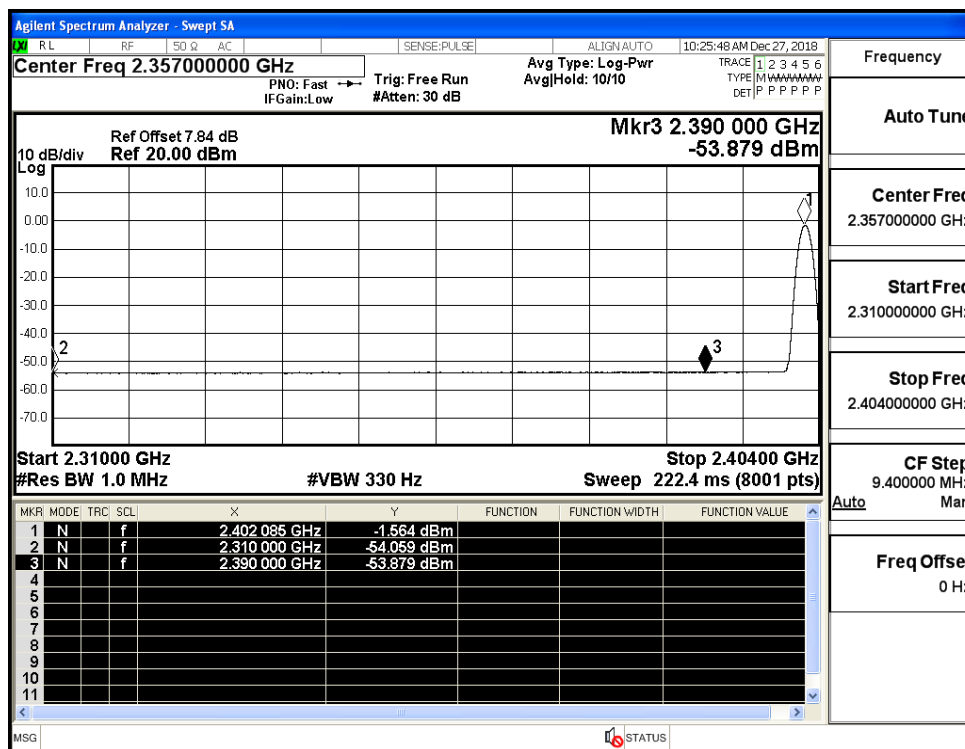 Agilent Spectrum Analyzer - Swept SA
LXI RL RF 50 Ω AC SENSE:PULSE ALIGN AUTO 10:25:48 AM Dec 27, 2018
Center Freq 2.357000000 GHz
PNO: Fast
IFGain:Low
Trig: Free Run
#Atten: 30 dB
Avg Type: Log-Pwr
Avg|Hold: 10/10
TRACE 1 2 3 4 5 6
TYPE M W W W W W
DET P P P P P P
Ref Offset 7.84 dB
10 dB/div Ref 20.00 dBm
Log
Mkr3 2.390 000 GHz
-53.879 dBm
10.0
0.00
-10.0
-20.0
-30.0
-40.0
-50.0
-60.0
-70.0
1
2
3
Start 2.31000 GHz Stop 2.40400 GHz
#Res BW 1.0 MHz #VBW 330 Hz Sweep 222.4 ms (8001 pts)
MKR MODE TRC SCL X Y FUNCTION FUNCTION WIDTH FUNCTION VALUE
1 N f 2.402 085 GHz -1.564 dBm
2 N f 2.310 000 GHz -54.059 dBm
3 N f 2.390 000 GHz -53.879 dBm
4
5
6
7
8
9
10
11
MSG STATUS
Frequency
Auto Tune
Center Freq
2.357000000 GHz
Start Freq
2.310000000 GHz
Stop Freq
2.404000000 GHz
CF Step
9.400000 MHz
Auto Man
Freq Offset
0 Hz